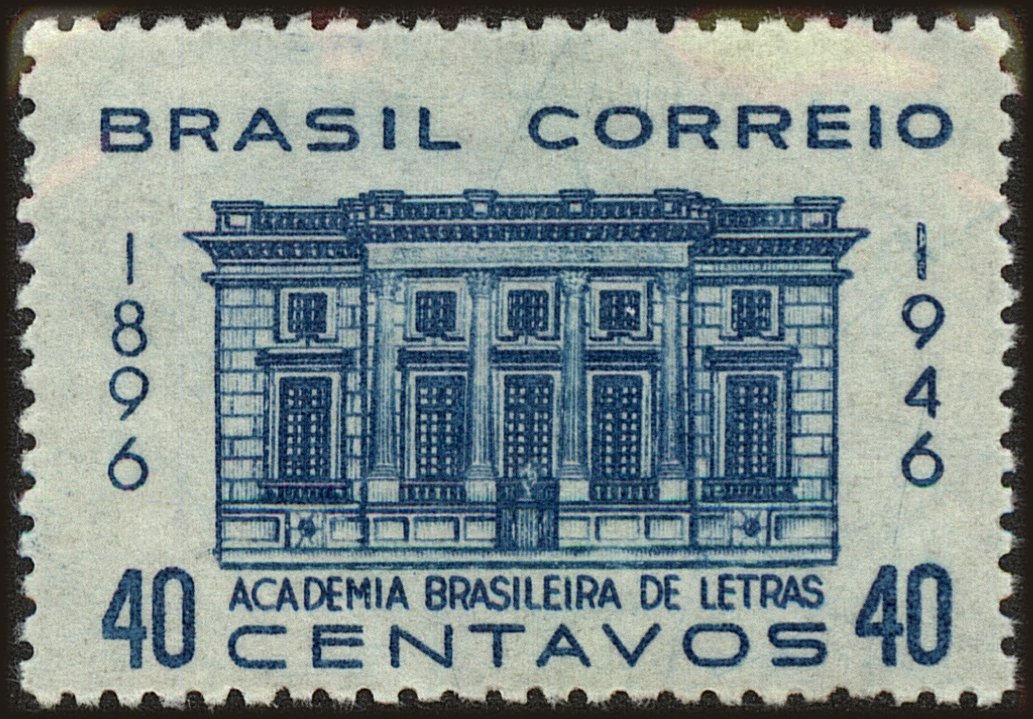 BRASIL CORREIO
1896
1946
40
ACADEMIA BRASILEIRA DE LETRAS
CENTAVOS
40